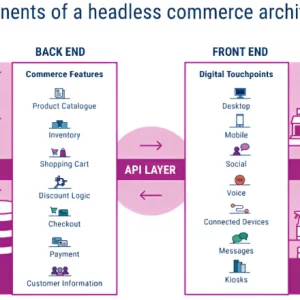 nents of a headless commerce archit
BACK END
Commerce Features
Product Catalogue
Inventory
Shopping Cart
Discount Logic
Checkout
Payment
Customer Information
API LAYER
FRONT END
Digital Touchpoints
Desktop
Mobile
Social
Voice
Connected Devices
Messages
Kiosks